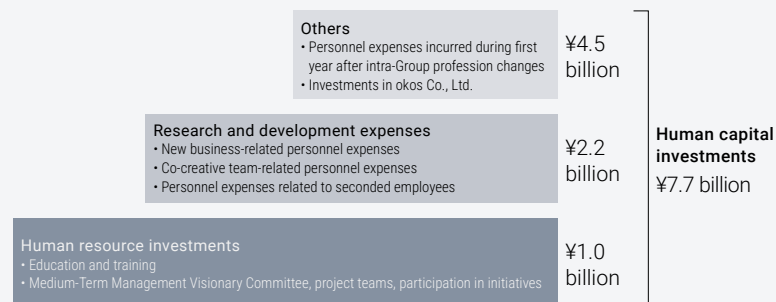 Others
• Personnel expenses incurred during first
year after intra-Group profession changes
• Investments in okos Co., Ltd.
¥4.5
billion
Research and development expenses
• New business-related personnel expenses
• Co-creative team-related personnel expenses
• Personnel expenses related to seconded employees
¥2.2
billion
Human capital
investments
¥7.7 billion
Human resource investments
• Education and training
• Medium-Term Management Visionary Committee, project teams, participation in initiatives
¥1.0
billion